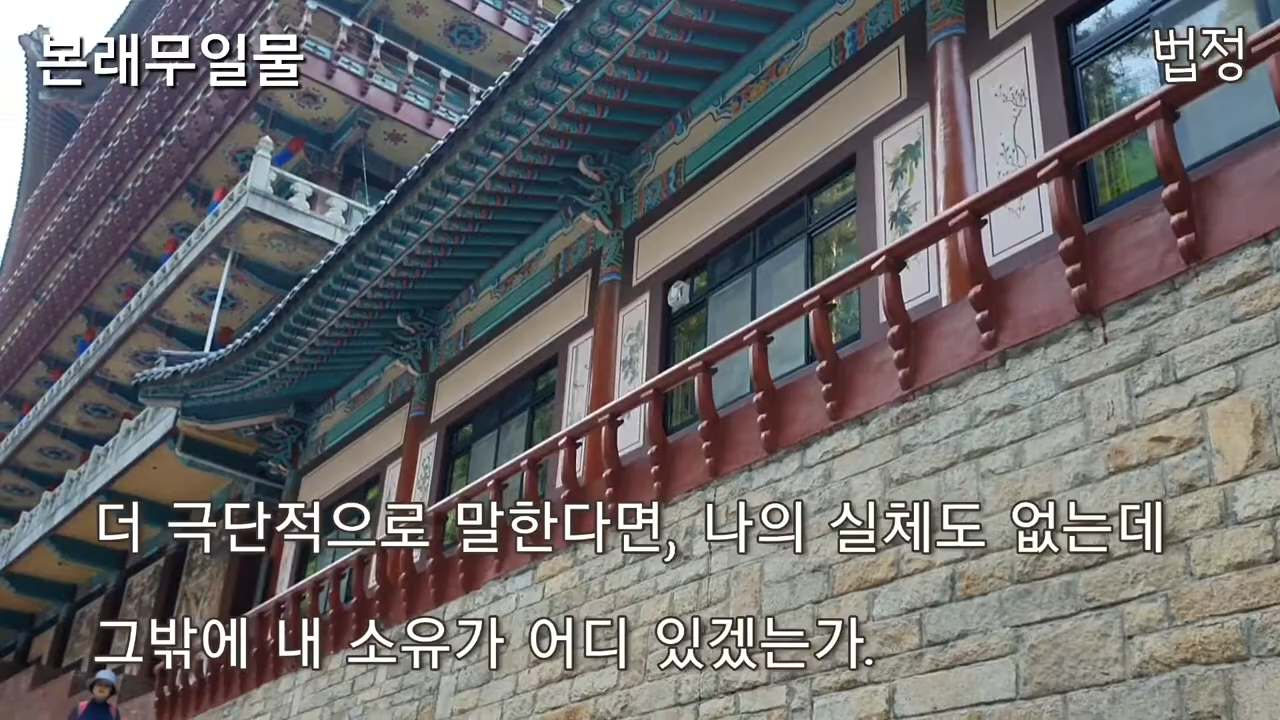 본래무일물
법정
더 극단적으로 말한다면, 나의 실체도 없는데
그밖에 내 소유가 어디 있겠는가.